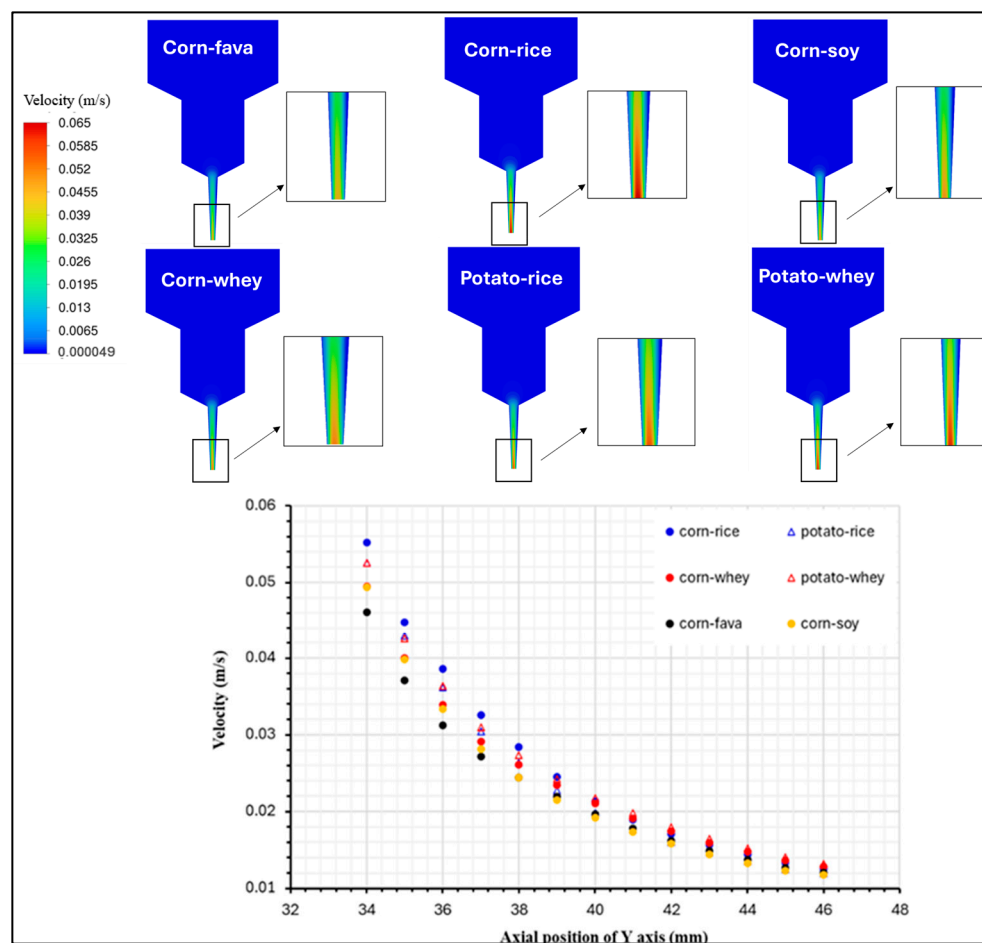 Corn-fava
Corn-rice
Corn-soy
Velocity (m/s)
0.065
0.0585
0.052
0.0455
0.039
0.0325
0.026
0.0195
0.013
0.0065
0.000049
Corn-whey
Potato-rice
Potato-whey
0.06
0.05
0.04
0.03
0.02
0.01
Velocity (m/s)
corn-rice
potato-rice
corn-whey
potato-whey
corn-fava
corn-soy
32 34 36 38 40 42 44 46 48
Axial position of Y axis (mm)